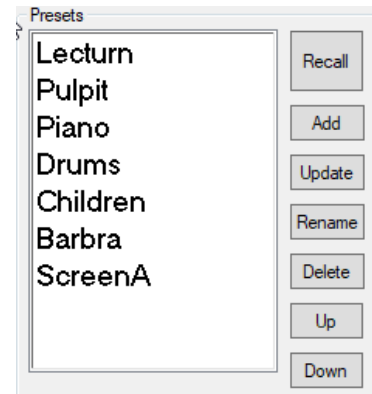 Presets
Lecturn
Pulpit
Piano
Drums
Children
Barbra
ScreenA
Recall
Add
Update
Rename
Delete
Up
Down